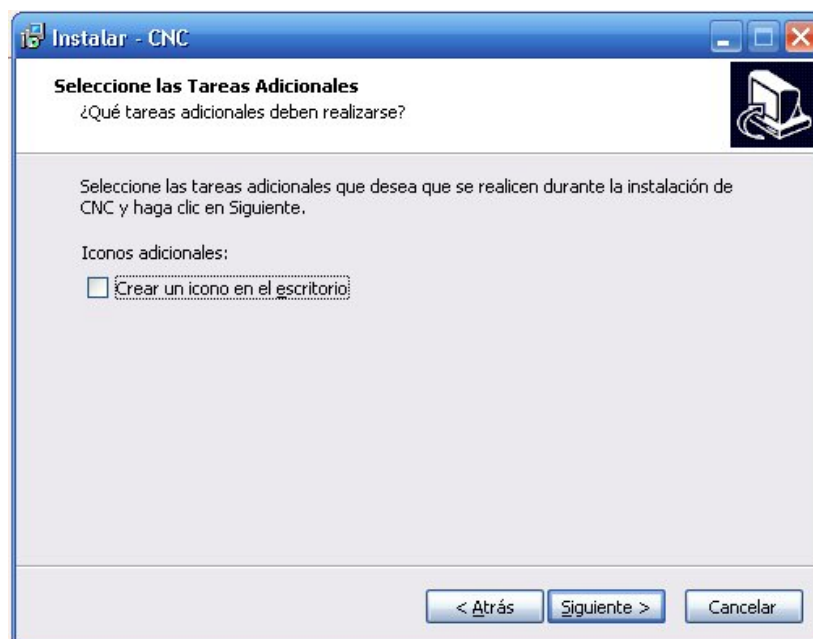 Instalar - CNC
Seleccione las Tareas Adicionales
¿Qué tareas adicionales deben realizarse?
Seleccione las tareas adicionales que desea que se realicen durante la instalación de
CNC y haga clic en Siguiente.
Iconos adicionales:
Crear un icono en el escritorio
< Atrás
Siguiente >
Cancelar